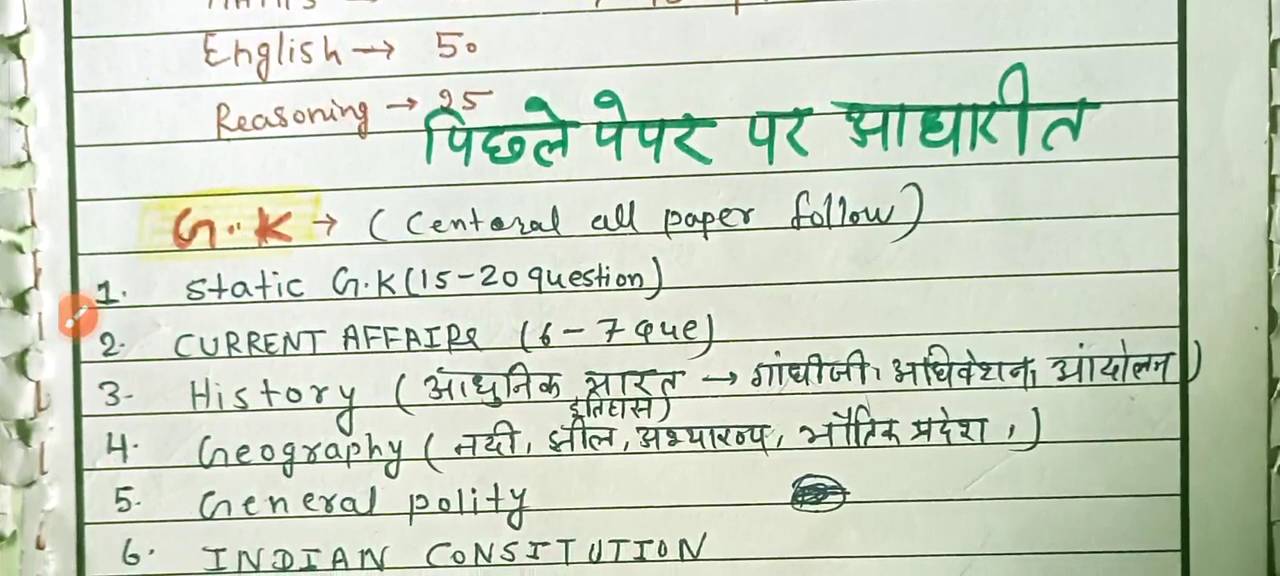 English → 50
Reasoning → 25
पिछले पेपर पर आधारीत
G.K → (Centeral all paper follow)
1. Static G.K (15-20 question)
2. CURRENT AFFAIRS (6-7 que)
3- History (आधुनिक भारत → गांधीजी, अधिवेशन, आंदोलन)
इतिहास)
4. Geography (नदी, झील, अभ्यारण्य, भौतिक प्रदेश,)
5. General polity
6. INDIAN CONSITUTION